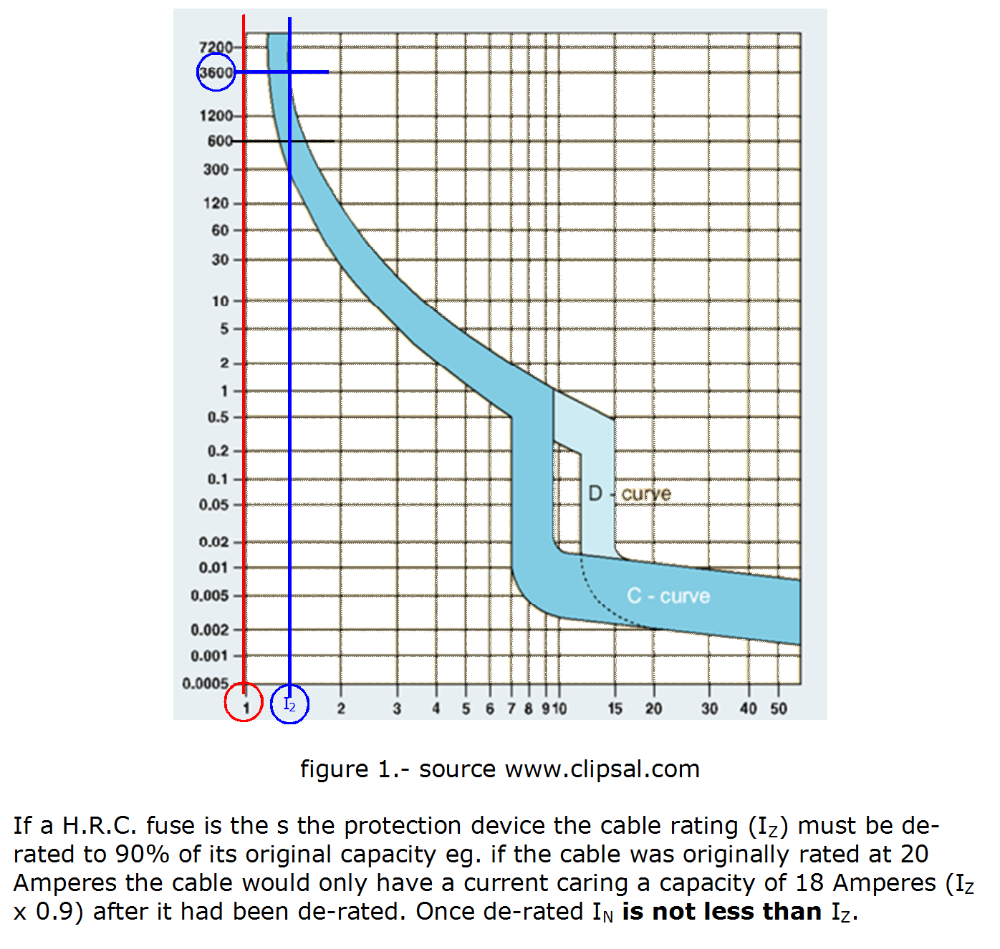 7200
3600
1200
600
300
120
60
30
10
5
2
1
0.5
0.2
0.1
D - curve
0.05
0.02
0.01
0.005
C - curve
0.002
0.001
0.0005
1 I2 2 3 4 5 6 7 8 9 10 15 20 30 40 50
figure 1.- source www.clipsal.com
If a H.R.C. fuse is the s the protection device the cable rating (IZ) must be de-
rated to 90% of its original capacity eg. if the cable was originally rated at 20
Amperes the cable would only have a current caring a capacity of 18 Amperes (IZ
x 0.9) after it had been de-rated. Once de-rated IN is not less than IZ.